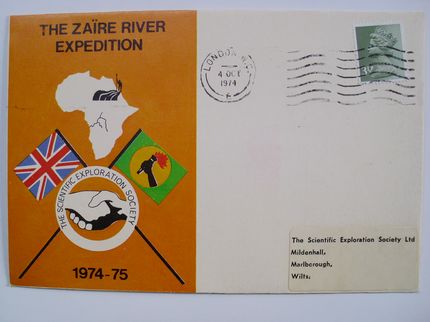 THE ZAÏRE RIVER
EXPEDITION
THE SCIENTIFIC EXPLORATION SOCIETY
1974-75
LONDON W.C.
4 OCT
1974
The Scientific Exploration Society Ltd
Mildenhall,
Marlborough,
Wilts.